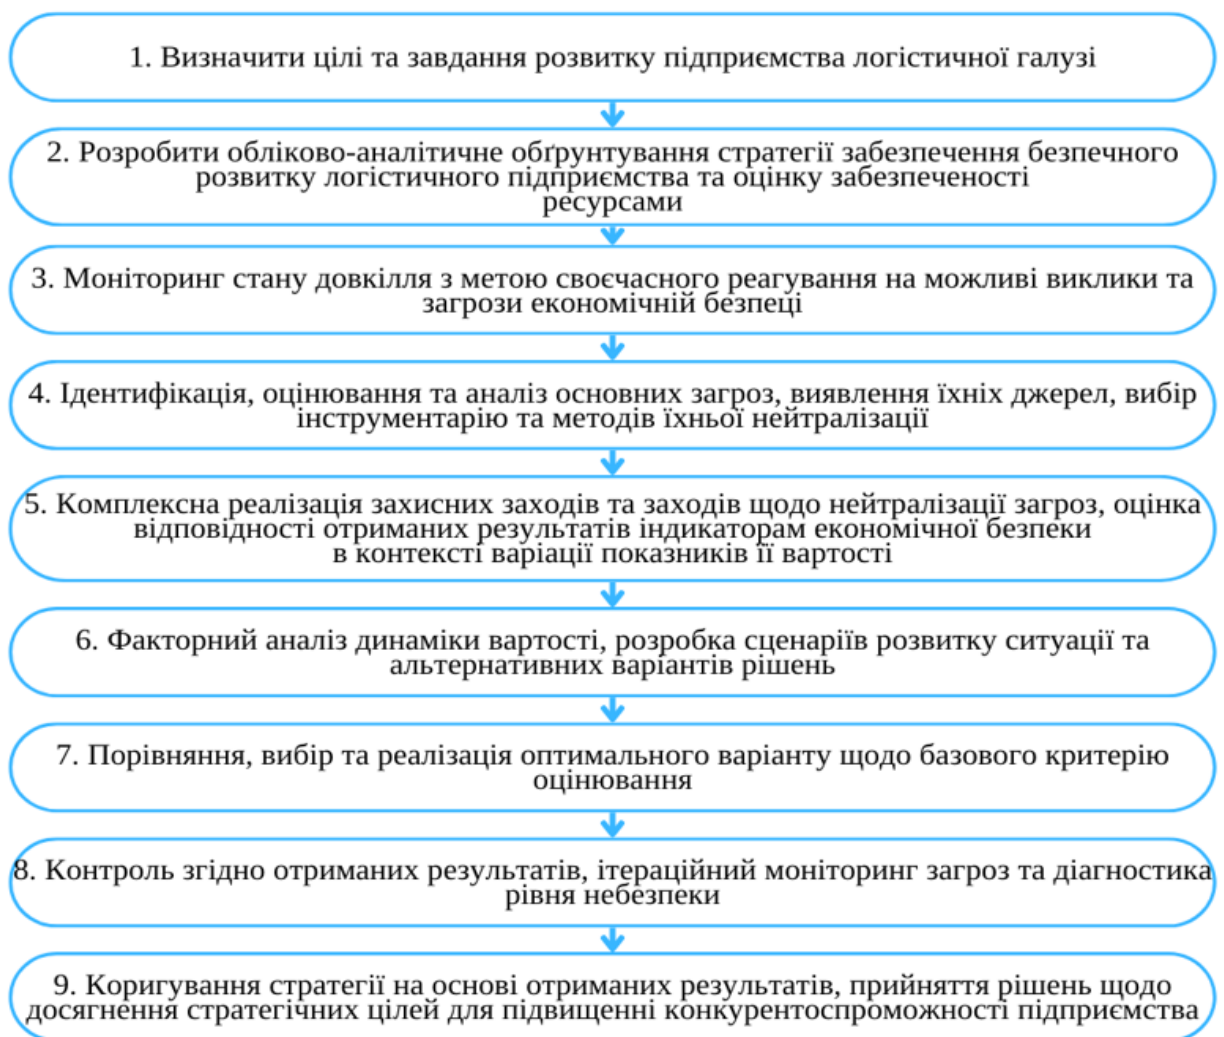 1. Визначити цілі та завдання розвитку підприємства логістичної галузі
2. Розробити обліково-аналітичне обґрунтування стратегії забезпечення безпечного
розвитку логістичного підприємства та оцінку забезпеченості
ресурсами
3. Моніторинг стану довкілля з метою своєчасного реагування на можливі виклики та
загрози економічній безпеці
4. Ідентифікація, оцінювання та аналіз основних загроз, виявлення їхніх джерел, вибір
інструментарію та методів їхньої нейтралізації
5. Комплексна реалізація захисних заходів та заходів щодо нейтралізації загроз, оцінка
відповідності отриманих результатів індикаторам економічної безпеки
в контексті варіації показників її вартості
6. Факторний аналіз динаміки вартості, розробка сценаріїв розвитку ситуації та
альтернативних варіантів рішень
7. Порівняння, вибір та реалізація оптимального варіанту щодо базового критерію
оцінювання
8. Контроль згідно отриманих результатів, ітераційний моніторинг загроз та діагностика
рівня небезпеки
9. Коригування стратегії на основі отриманих результатів, прийняття рішень щодо
досягнення стратегічних цілей для підвищенні конкурентоспроможності підприємства